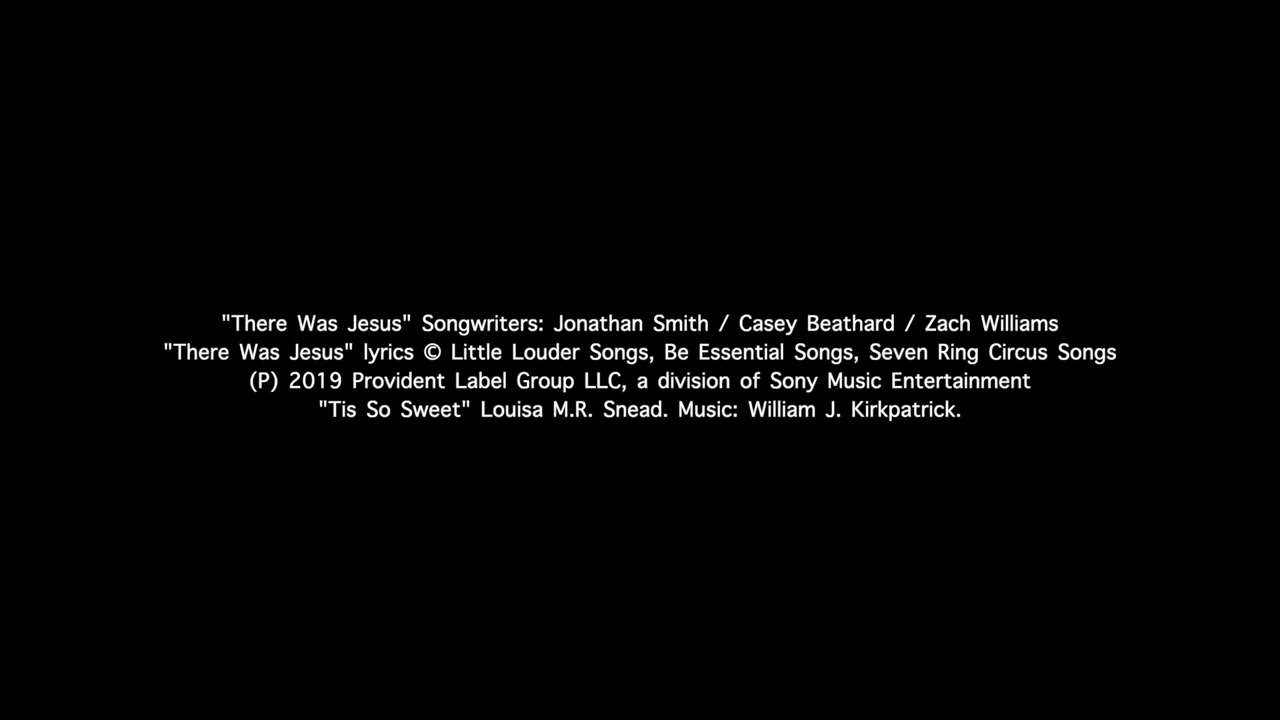 "There Was Jesus" Songwriters: Jonathan Smith / Casey Beathard / Zach Williams
"There Was Jesus" lyrics © Little Louder Songs, Be Essential Songs, Seven Ring Circus Songs
(P) 2019 Provident Label Group LLC, a division of Sony Music Entertainment
"Tis So Sweet" Louisa M.R. Snead. Music: William J. Kirkpatrick.